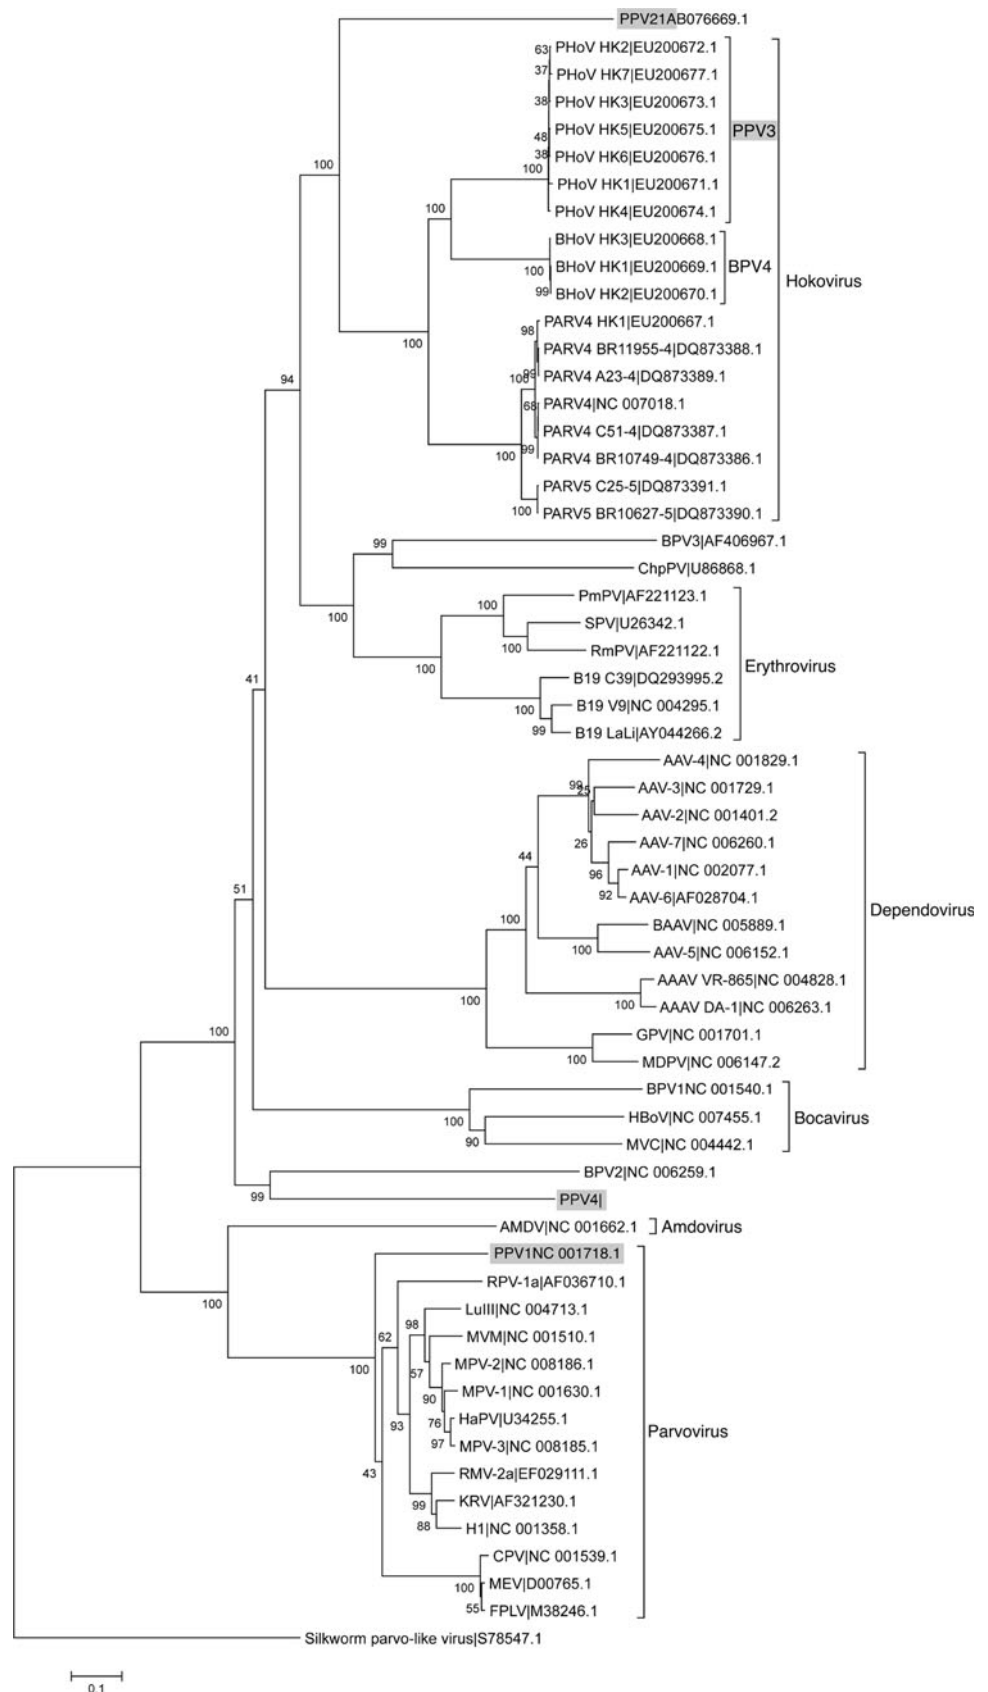 PPV21AB076669.1
63
PHoV HK2|EU200672.1
37
PHoV HK7|EU200677.1
38
PHoV HK3|EU200673.1
48
PHoV HK5|EU200675.1
PPV3
38
PHoV HK6|EU200676.1
100
100
PHoV HK1|EU200671.1
100
PHoV HK4|EU200674.1
BHoV HK3|EU200668.1
100
BHoV HK1|EU200669.1
BPV4
Hokovirus
99
BHoV HK2|EU200670.1
98
PARV4 HK1|EU200667.1
100
PARV4 BR11955-4|DQ873388.1
99
100
PARV4 A23-4|DQ873389.1
94
68
PARV4|NC 007018.1
PARV4 C51-4|DQ873387.1
99
100
PARV4 BR10749-4|DQ873386.1
PARV5 C25-5|DQ873391.1
100
PARV5 BR10627-5|DQ873390.1
99
BPV3|AF406967.1
ChpPV|U86868.1
100
100
PmPV|AF221123.1
SPV|U26342.1
100
100
RmPV|AF221122.1
Erythrovirus
41
B19 C39|DQ293995.2
100
B19 V9|NC 004295.1
99
B19 LaLi|AY044266.2
AAV-4|NC 001829.1
99
25
AAV-3|NC 001729.1
AAV-2|NC 001401.2
26
AAV-7|NC 006260.1
44
96
AAV-1|NC 002077.1
92
AAV-6|AF028704.1
51
Dependovirus
100
BAAV|NC 005889.1
100
AAV-5|NC 006152.1
AAAV VR-865|NC 004828.1
100
100
AAAV DA-1|NC 006263.1
100
GPV|NC 001701.1
100
MDPV|NC 006147.2
BPV1NC 001540.1
100
HBoV|NC 007455.1
Bocavirus
90
MVC|NC 004442.1
BPV2|NC 006259.1
99
PPV4|
AMDV|NC 001662.1
Amdovirus
PPV1NC 001718.1
100
RPV-1a|AF036710.1
98
LuIII|NC 004713.1
62
MVM|NC 001510.1
100
57
MPV-2|NC 008186.1
90
MPV-1|NC 001630.1
93
76
HaPV|U34255.1
Parvovirus
97
MPV-3|NC 008185.1
43
RMV-2a|EF029111.1
99
KRV|AF321230.1
88
H1|NC 001358.1
CPV|NC 001539.1
100
MEV|D00765.1
55
FPLV|M38246.1
Silkworm parvo-like virus|S78547.1
0.1